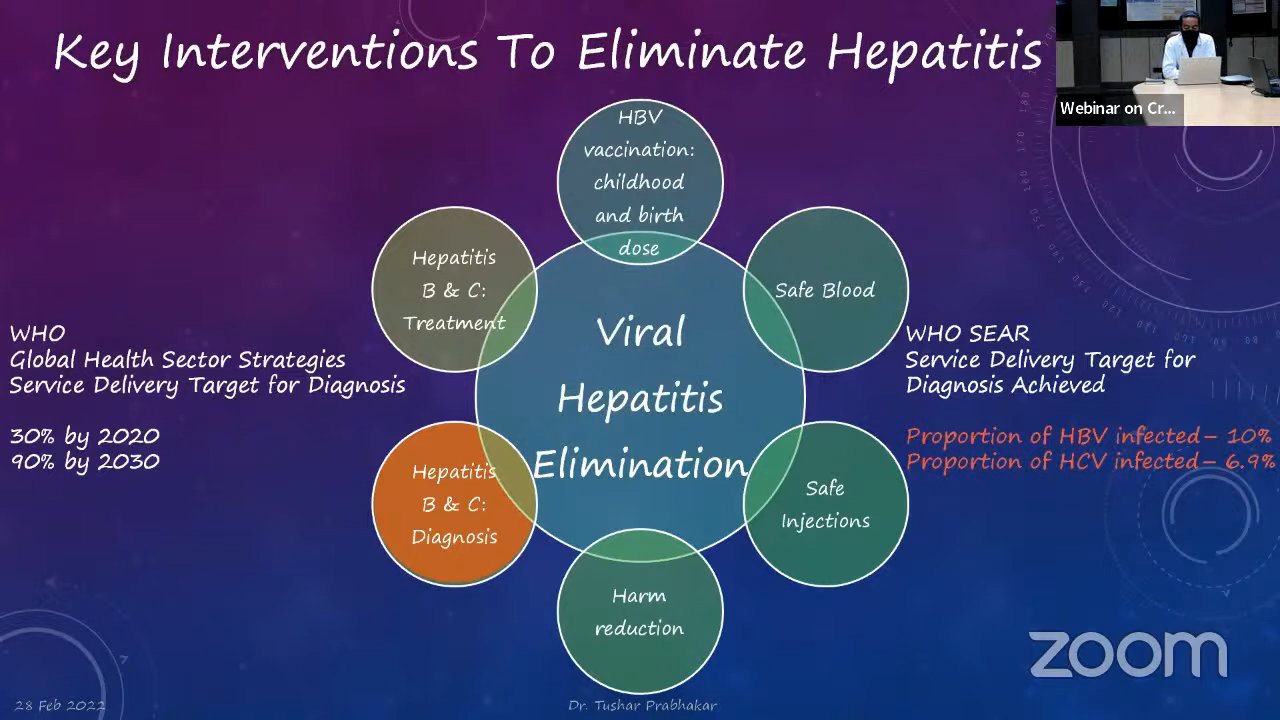 Key Interventions To Eliminate Hepatitis
Webinar on Cr...
HBV
vaccination:
childhood
and birth
dose
Hepatitis
B & C:
Treatment
Safe Blood
Viral
Hepatitis
Elimination
WHO
Global Health Sector Strategies
Service Delivery Target for Diagnosis
30% by 2020
90% by 2030
WHO SEAR
Service Delivery Target for
Diagnosis Achieved
Proportion of HBV infected– 10%
Proportion of HCV infected– 6.9%
Hepatitis
B & C:
Diagnosis
Safe
Injections
Harm
reduction
zoom
28 Feb 2022
Dr. Tushar Prabhakar